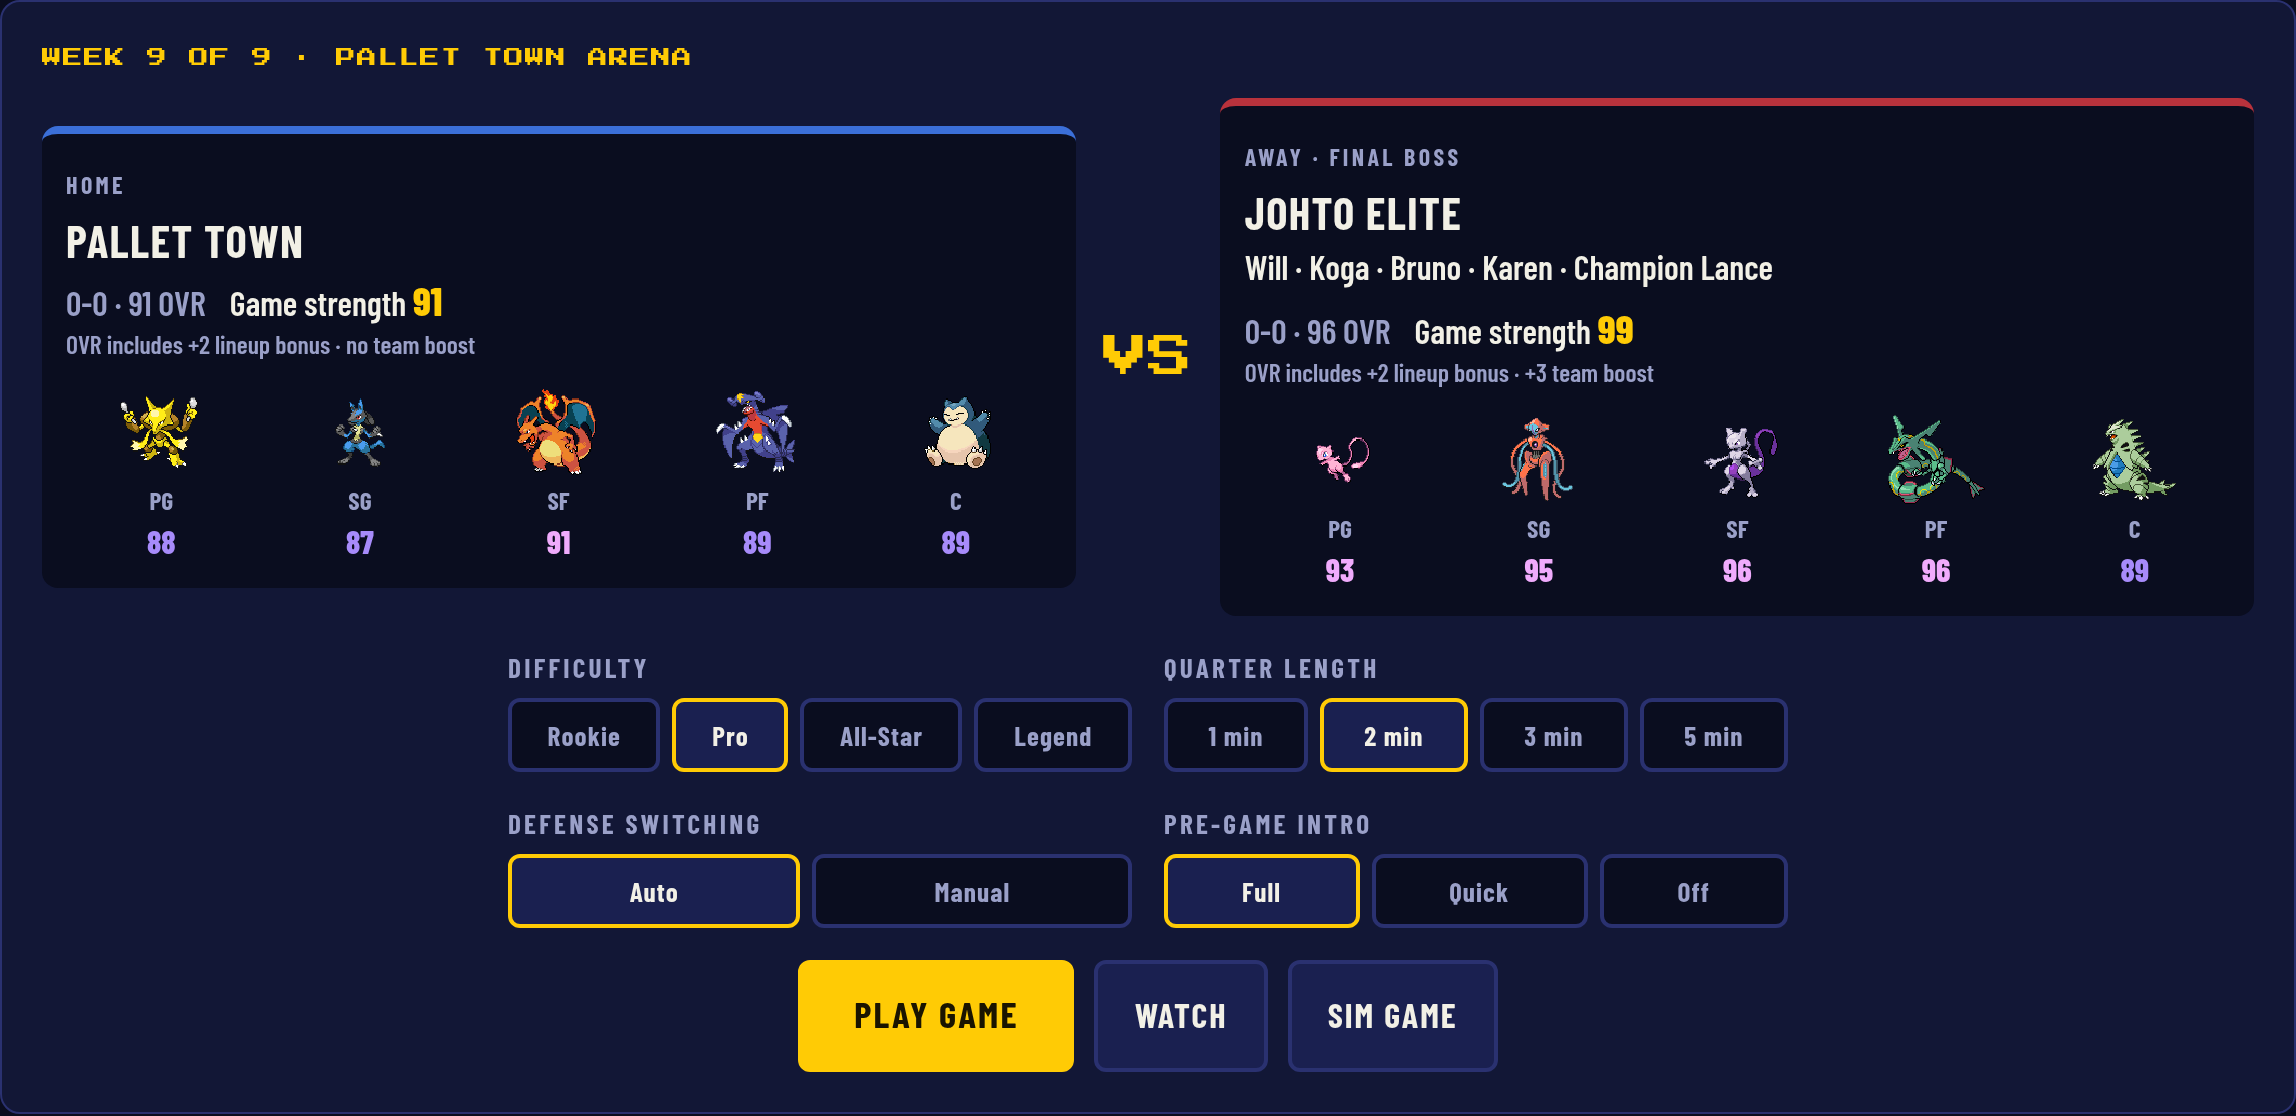 WEEK 9 OF 9 · PALLET TOWN ARENA
HOME
PALLET TOWN
0-0 · 91 OVR Game strength 91
OVR includes +2 lineup bonus · no team boost
PG SG SF PF C
88 87 91 89 89
VS
AWAY · FINAL BOSS
JOHTO ELITE
Will · Koga · Bruno · Karen · Champion Lance
0-0 · 96 OVR Game strength 99
OVR includes +2 lineup bonus · +3 team boost
PG SG SF PF C
93 95 96 96 89
DIFFICULTY
Rookie Pro All-Star Legend
QUARTER LENGTH
1 min 2 min 3 min 5 min
DEFENSE SWITCHING
Auto Manual
PRE-GAME INTRO
Full Quick Off
PLAY GAME WATCH SIM GAME